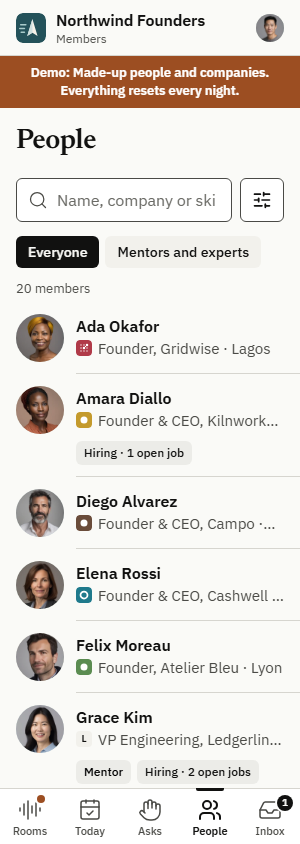 Northwind Founders
Members
Demo: Made-up people and companies.
Everything resets every night.
People
Name, company or ski
Everyone
Mentors and experts
20 members
Ada Okafor
Founder, Gridwise · Lagos
Amara Diallo
Founder & CEO, Kilnwork...
Hiring · 1 open job
Diego Alvarez
Founder & CEO, Campo ·...
Elena Rossi
Founder & CEO, Cashwell ...
Felix Moreau
Founder, Atelier Bleu · Lyon
Grace Kim
L VP Engineering, Ledgerlin...
Mentor
Hiring · 2 open jobs
1
Rooms
Today
Asks
People
Inbox